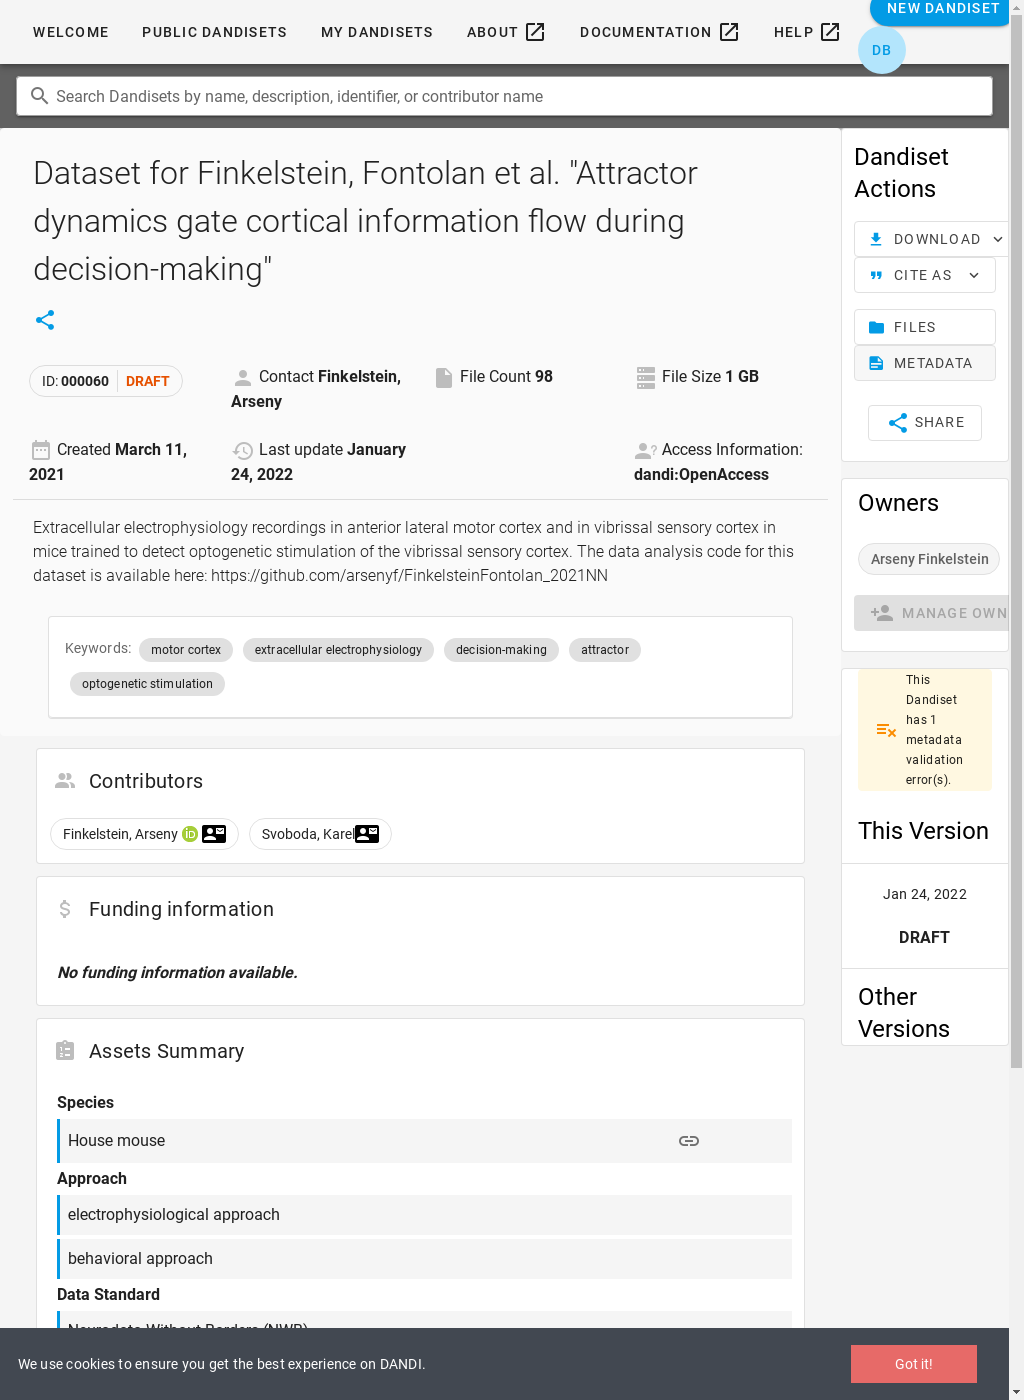 WELCOME
PUBLIC DANDISETS
MY DANDISETS
ABOUT
DOCUMENTATION
HELP
NEW DANDISET
DB
Search Dandisets by name, description, identifier, or contributor name
Dataset for Finkelstein, Fontolan et al. "Attractor
dynamics gate cortical information flow during
decision-making"
ID: 000060 DRAFT
Contact Finkelstein,
Arseny
File Count 98
File Size 1 GB
Created March 11,
2021
Last update January
24, 2022
Access Information:
dandi:OpenAccess
Extracellular electrophysiology recordings in anterior lateral motor cortex and in vibrissal sensory cortex in
mice trained to detect optogenetic stimulation of the vibrissal sensory cortex. The data analysis code for this
dataset is available here: https://github.com/arsenyf/FinkelsteinFontolan_2021NN
Keywords: motor cortex extracellular electrophysiology decision-making attractor
optogenetic stimulation
Contributors
Finkelstein, Arseny
Svoboda, Karel
Funding information
No funding information available.
Assets Summary
Species
House mouse
Approach
electrophysiological approach
behavioral approach
Data Standard
Neurodata Without Borders (NWB)
Dandiset
Actions
DOWNLOAD
CITE AS
FILES
METADATA
SHARE
Owners
Arseny Finkelstein
MANAGE OWN
This
Dandiset
has 1
metadata
validation
error(s).
This Version
Jan 24, 2022
DRAFT
Other
Versions
We use cookies to ensure you get the best experience on DANDI.
Got it!